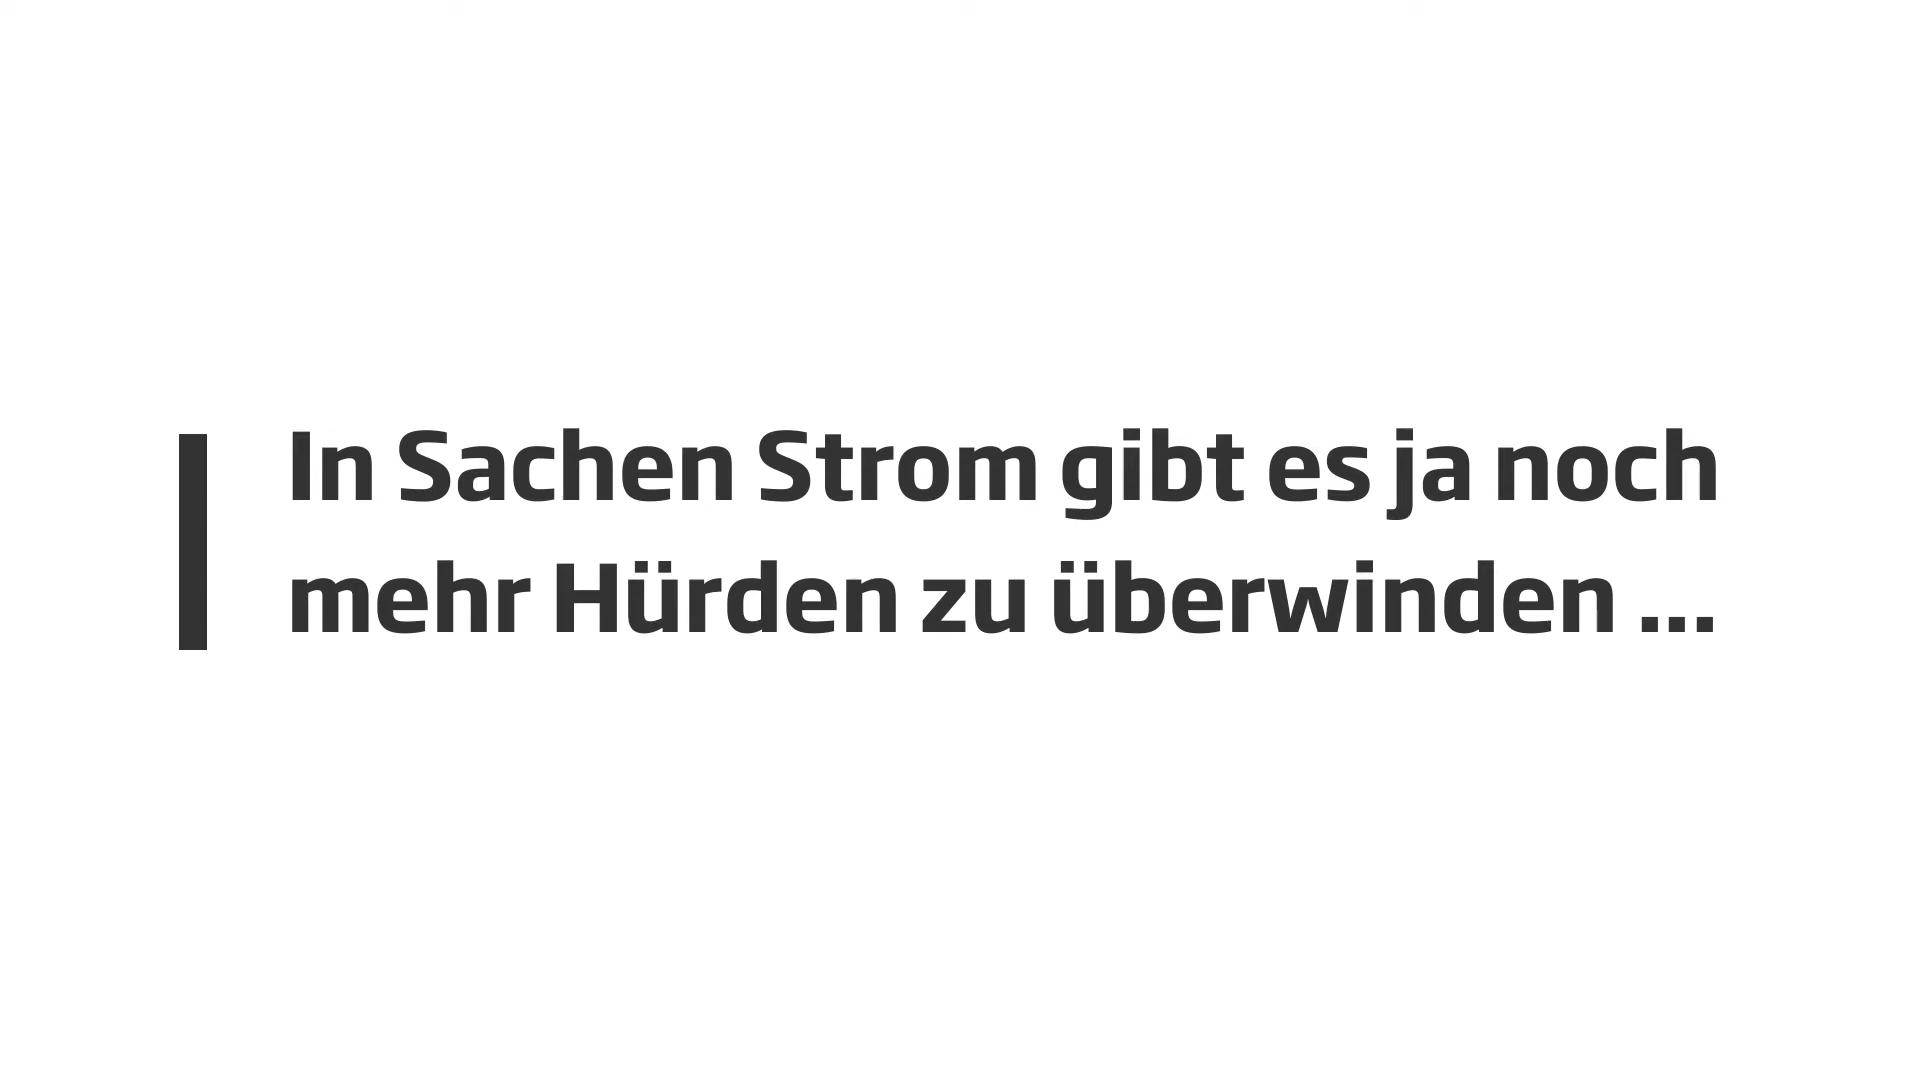 In Sachen Strom gibt es ja noch
mehr Hürden zu überwinden ...